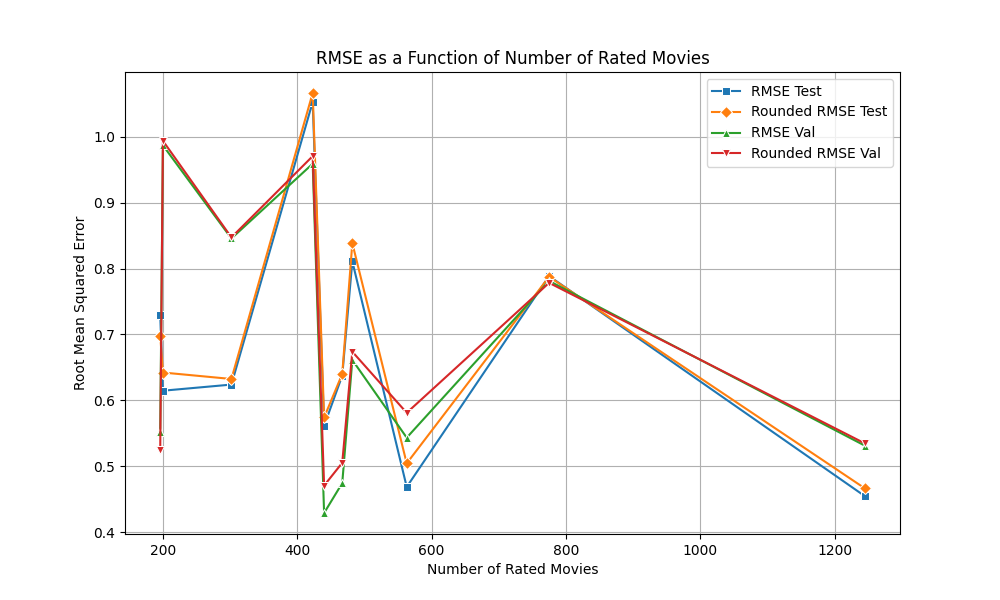 RMSE as a Function of Number of Rated Movies
RMSE Test
Rounded RMSE Test
RMSE Val
Rounded RMSE Val
Root Mean Squared Error
1.0
0.9
0.8
0.7
0.6
0.5
0.4
200 400 600 800 1000 1200
Number of Rated Movies